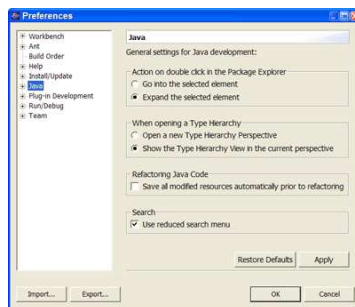 Preferences
Workbench
Ant
Build Order
Help
Install/Update
Java
Plug-in Development
Run/Debug
Team
Java
General settings for Java development:
Action on double click in the Package Explorer
Go into the selected element
Expand the selected element
When opening a Type Hierarchy
Open a new Type Hierarchy Perspective
Show the Type Hierarchy View in the current perspective
Refactoring Java Code
Save all modified resources automatically prior to refactoring
Search
Use reduced search menu
Restore Defaults
Apply
Import...
Export...
OK
Cancel